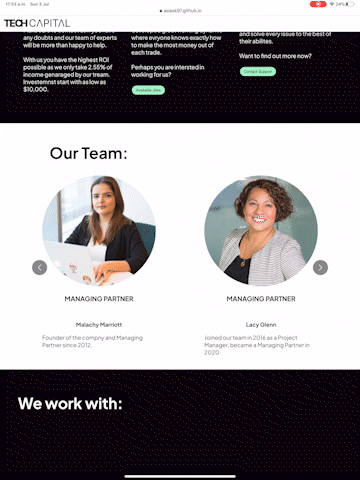 11:52 a.m. Sun 3 Jul
asiask97.github.io
24%
TECH CAPITAL
any doubts and our team of experts
will be more than happy to help.
With us you have the highest ROI
possible as we only take 2.55% of
income genaraged by our tream.
Investemnst start with as low as
$10,000.
where eveyone knows exactly how
to make the most money out of
each trade.
Perhaps you are intersted in
working for us?
Available Jobs
and solve every issue to the best of
their abilites.
Want to find out more now?
Contact Support
Our Team:
MANAGING PARTNER
Malachy Marriott
Founder of the compny and Managing
Partner since 2012.
MANAGING PARTNER
Lacy Glenn
Joined our team in 2016 as a Project
Manager, became a Managing Partner in
2020.
We work with: